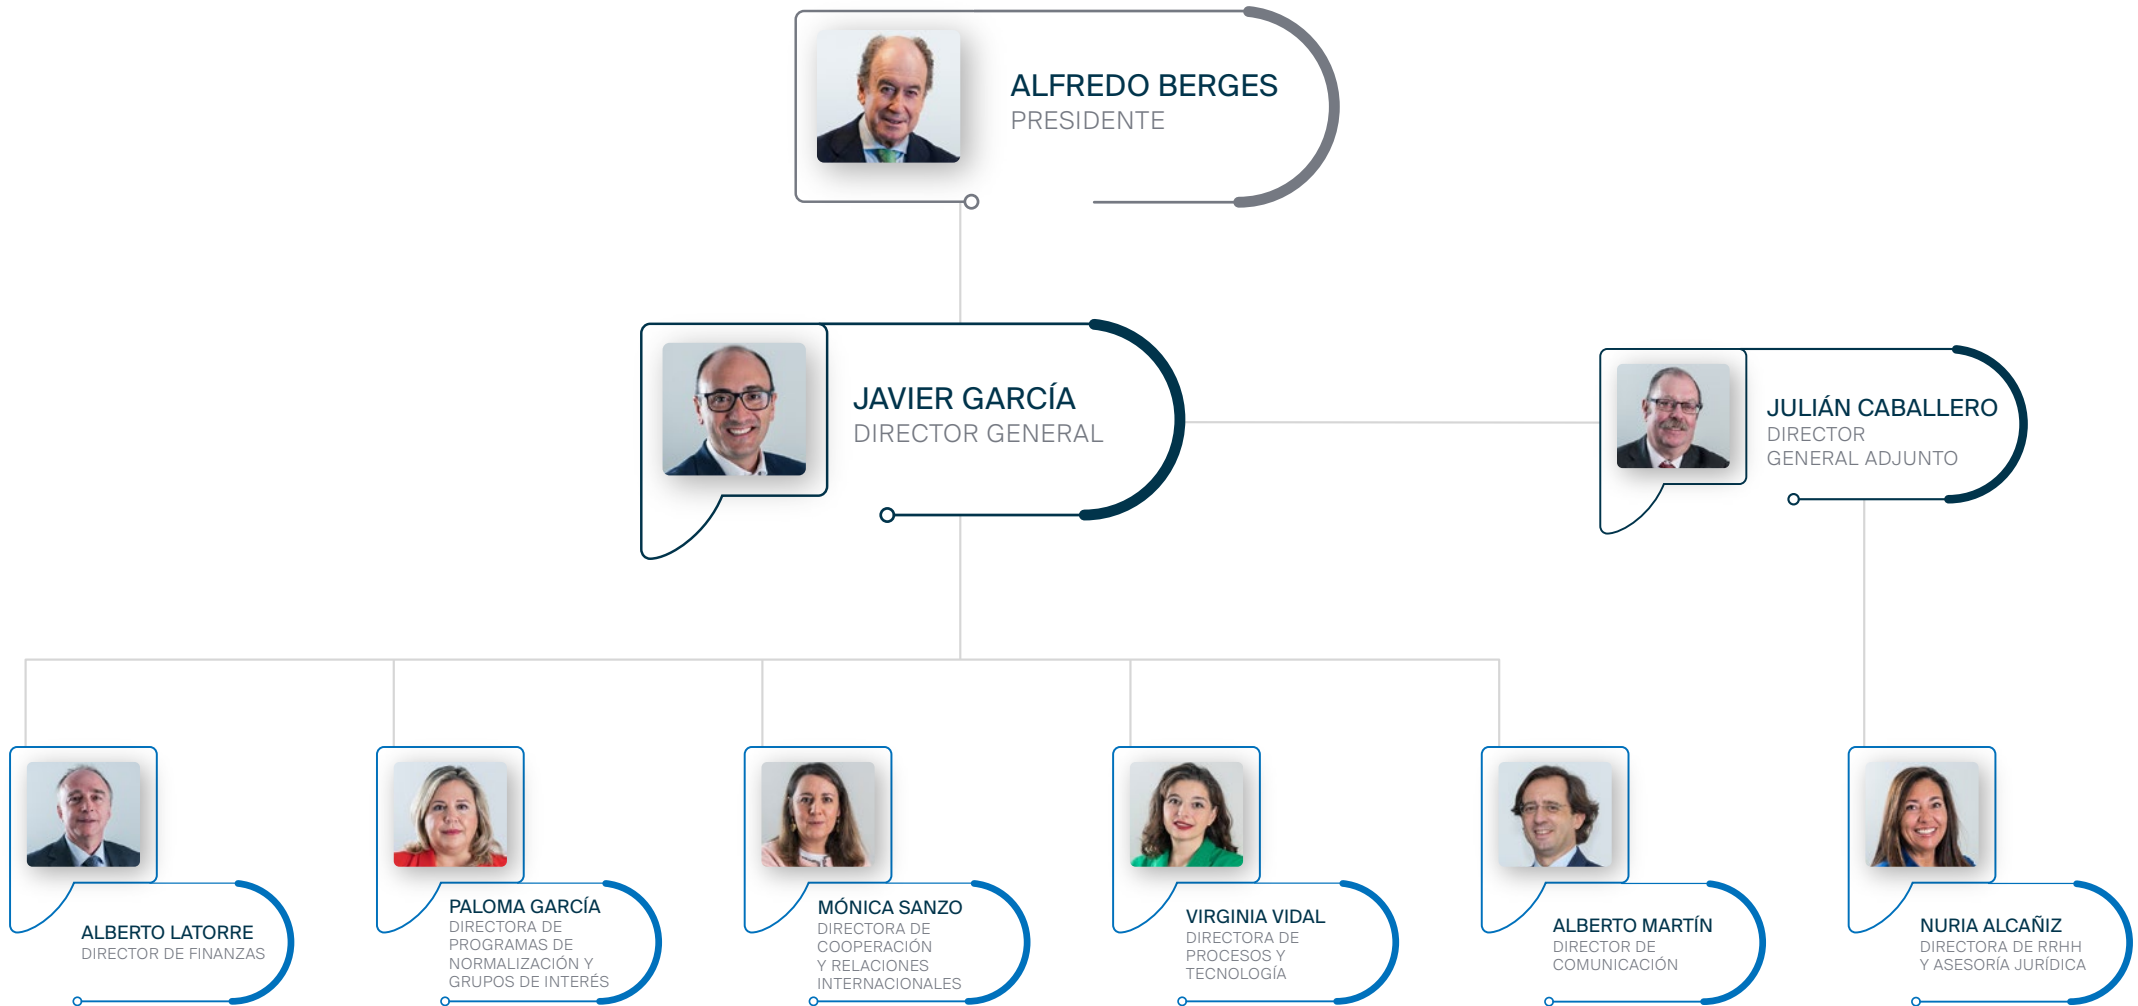 ALFREDO BERGES
PRESIDENTE
JAVIER GARCÍA
DIRECTOR GENERAL
JULIÁN CABALLERO
DIRECTOR
GENERAL ADJUNTO
ALBERTO LATORRE
DIRECTOR DE FINANZAS
PALOMA GARCÍA
DIRECTORA DE
PROGRAMAS DE
NORMALIZACIÓN Y
GRUPOS DE INTERÉS
MÓNICA SANZO
DIRECTORA DE
COOPERACIÓN
Y RELACIONES
INTERNACIONALES
VIRGINIA VIDAL
DIRECTORA DE
PROCESOS Y
TECNOLOGÍA
ALBERTO MARTÍN
DIRECTOR DE
COMUNICACIÓN
NURIA ALCAÑIZ
DIRECTORA DE RRHH
Y ASESORÍA JURÍDICA